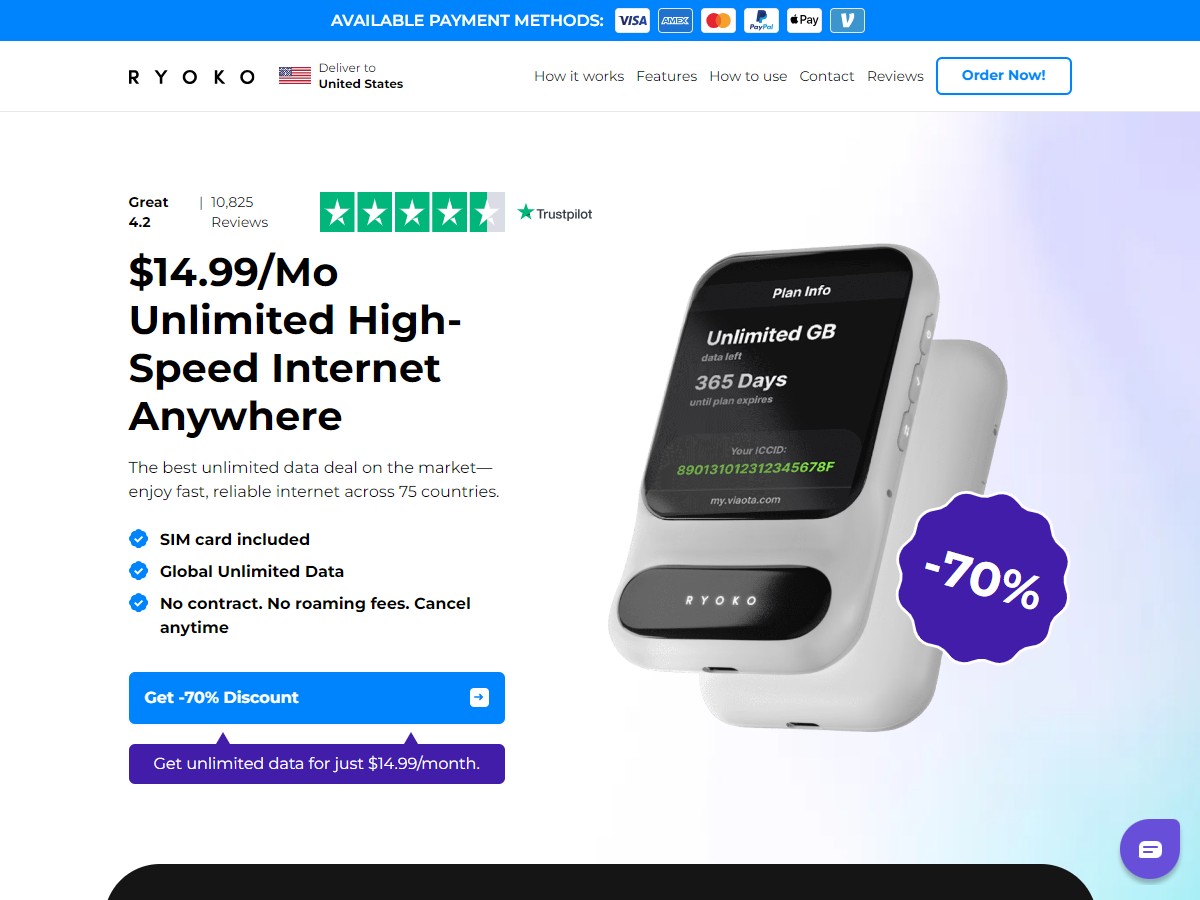 AVAILABLE PAYMENT METHODS: VISA AMEX PayPal Pay V
RYOKO
Deliver to
United States
How it works Features How to use Contact Reviews Order Now!
Great
4.2
| 10,825
Reviews
Trustpilot
$14.99/Mo
Unlimited High-
Speed Internet
Anywhere
The best unlimited data deal on the market—
enjoy fast, reliable internet across 75 countries.
SIM card included
Global Unlimited Data
No contract. No roaming fees. Cancel
anytime
Get -70% Discount
Get unlimited data for just $14.99/month.
Plan Info
Unlimited GB
data left
365 Days
until plan expires
Your ICCID:
890131012312345678F
my.viaota.com
RYOKO
-70%